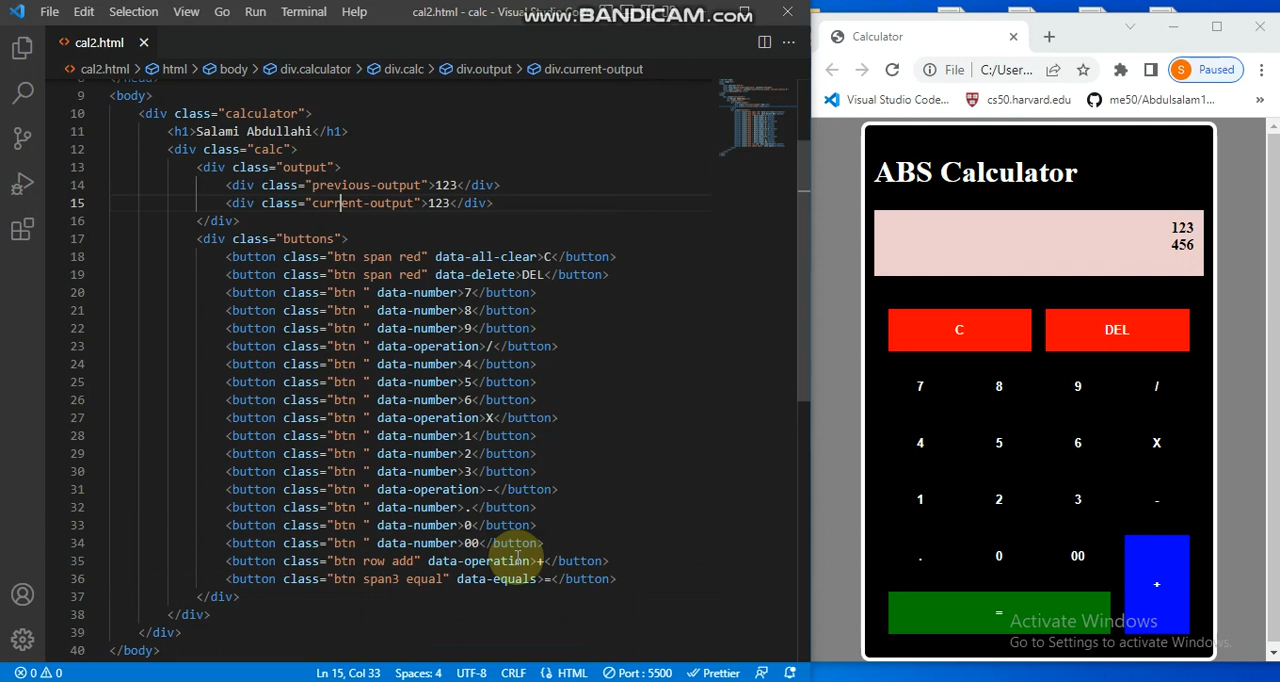 File Edit Selection View Go Run Terminal Help
cal2.html - calc - Visual Studio Co
www.BANDICAM.com
cal2.html
cal2.html > html > body > div.calculator > div.calc > div.output > div.current-output
9 <body>
10 <div class="calculator">
11 <h1>Salami Abdullahi</h1>
12 <div class="calc">
13 <div class="output">
14 <div class="previous-output">123</div>
15 <div class="current-output">123</div>
16 </div>
17 <div class="buttons">
18 <button class="btn span red" data-all-clear>C</button>
19 <button class="btn span red" data-delete>DEL</button>
20 <button class="btn " data-number>7</button>
21 <button class="btn " data-number>8</button>
22 <button class="btn " data-number>9</button>
23 <button class="btn " data-operation>/</button>
24 <button class="btn " data-number>4</button>
25 <button class="btn " data-number>5</button>
26 <button class="btn " data-number>6</button>
27 <button class="btn " data-operation>X</button>
28 <button class="btn " data-number>1</button>
29 <button class="btn " data-number>2</button>
30 <button class="btn " data-number>3</button>
31 <button class="btn " data-operation>-</button>
32 <button class="btn " data-number>.</button>
33 <button class="btn " data-number>0</button>
34 <button class="btn " data-number>00</button>
35 <button class="btn row add" data-operation>+</button>
36 <button class="btn span3 equal" data-equals>=</button>
37 </div>
38 </div>
39 </div>
40 </body>
0 0 Ln 15, Col 33 Spaces: 4 UTF-8 CRLF HTML Port : 5500 Prettier
Calculator
File C:/User... S Paused
Visual Studio Code... cs50.harvard.edu me50/Abdulsalam1... »
ABS Calculator
123
456
C DEL
7 8 9 /
4 5 6 X
1 2 3 -
. 0 00 +
=
Activate Windows
Go to Settings to activate Windows.